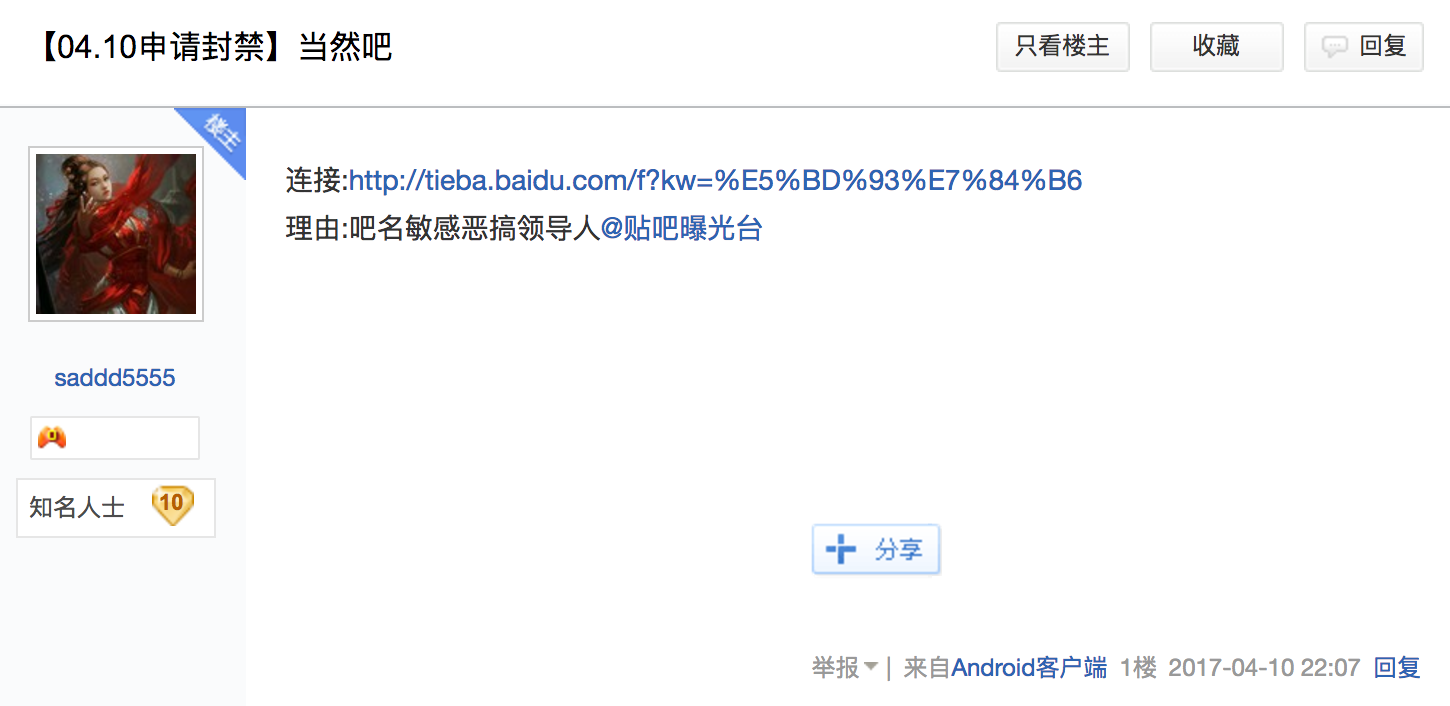 【04.10申请封禁】当然吧
只看楼主
收藏
回复
楼主
连接:http://tieba.baidu.com/f?kw=%E5%BD%93%E7%84%B6
理由:吧名敏感恶搞领导人@贴吧曝光台
saddd5555
知名人士 10
分享
举报 | 来自Android客户端 1楼 2017-04-10 22:07 回复